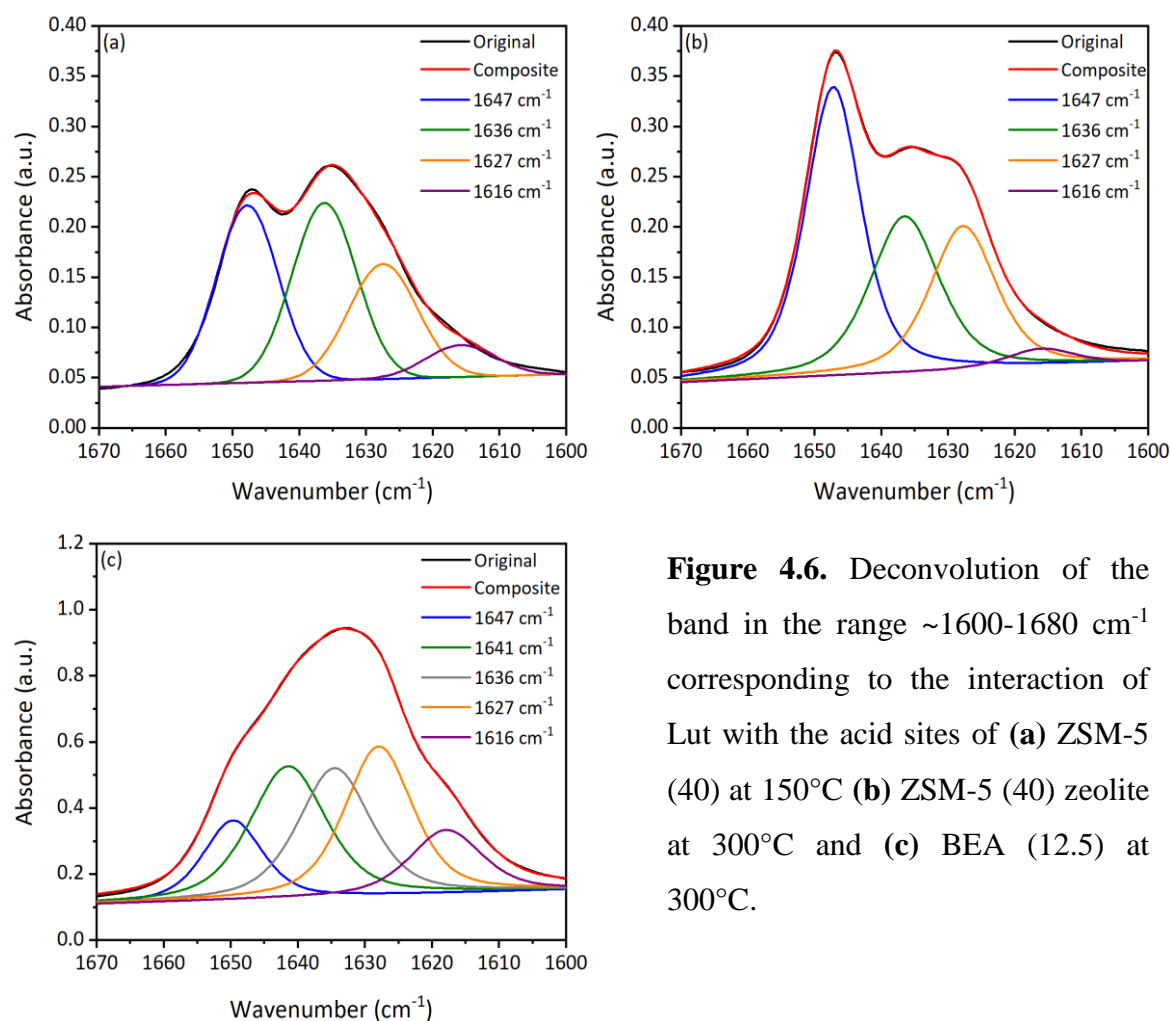 (a)
Original
Composite
1647 cm⁻¹
1636 cm⁻¹
1627 cm⁻¹
1616 cm⁻¹
0.40
0.35
0.30
0.25
0.20
0.15
0.10
0.05
0.00
Absorbance (a.u.)
1670 1660 1650 1640 1630 1620 1610 1600
Wavenumber (cm⁻¹)
(b)
Original
Composite
1647 cm⁻¹
1636 cm⁻¹
1627 cm⁻¹
1616 cm⁻¹
0.40
0.35
0.30
0.25
0.20
0.15
0.10
0.05
0.00
Absorbance (a.u.)
1670 1660 1650 1640 1630 1620 1610 1600
Wavenumber (cm⁻¹)
(c)
Original
Composite
1647 cm⁻¹
1641 cm⁻¹
1636 cm⁻¹
1627 cm⁻¹
1616 cm⁻¹
1.2
1.0
0.8
0.6
0.4
0.2
0.0
Absorbance (a.u.)
1670 1660 1650 1640 1630 1620 1610 1600
Wavenumber (cm⁻¹)
Figure 4.6. Deconvolution of the
band in the range ~1600-1680 cm⁻¹
corresponding to the interaction of
Lut with the acid sites of (a) ZSM-5
(40) at 150°C (b) ZSM-5 (40) zeolite
at 300°C and (c) BEA (12.5) at
300°C.